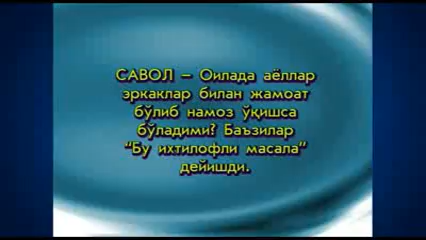 САВОЛ – Оилада аёллар
эркаклар билан жамоат
бўлиб намоз ўқишса
бўладими? Баъзилар
"Бу ихтилофли масала"
дейишди.